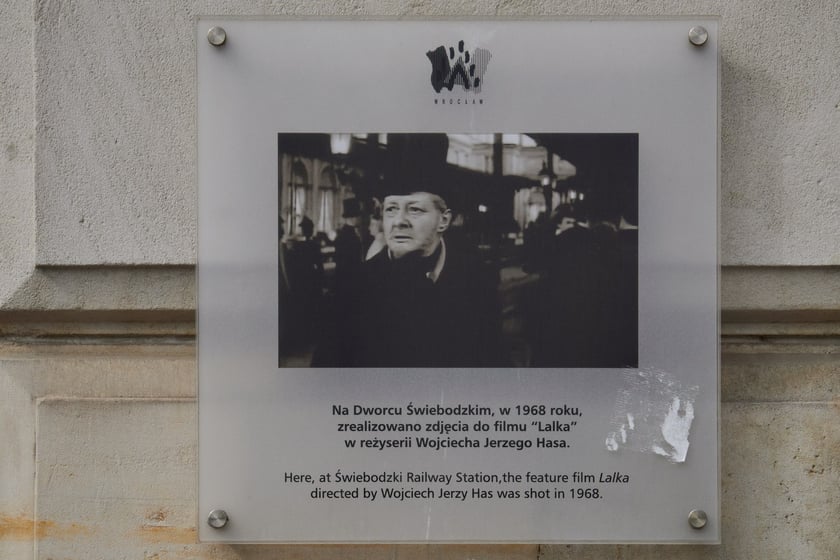 WROCŁAW
Na Dworcu Świebodzkim, w 1968 roku,
zrealizowano zdjęcia do filmu “Lalka”
w reżyserii Wojciecha Jerzego Hasa.
Here, at Świebodzki Railway Station,the feature film Lalka
directed by Wojciech Jerzy Has was shot in 1968.